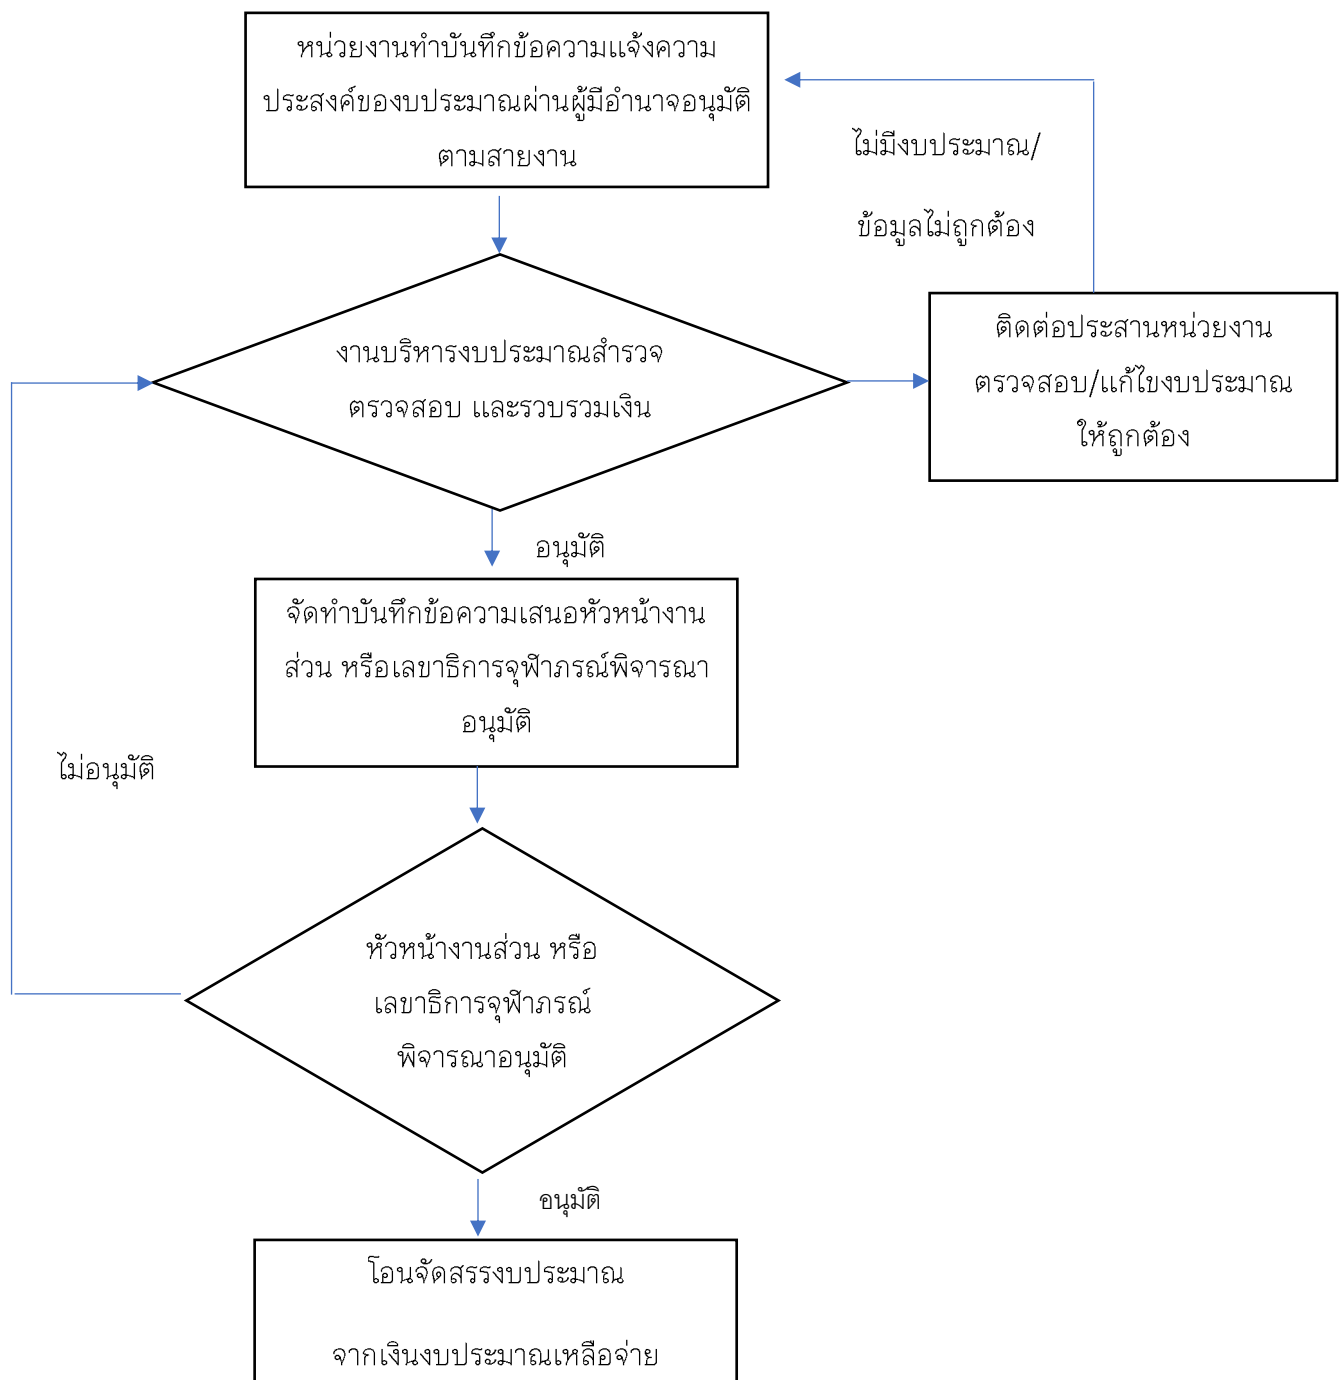 หน่วยงานทำบันทึกข้อความแจ้งความ
ประสงค์ของบประมาณผ่านผู้มีอำนาจอนุมัติ
ตามสายงาน
ไม่มีงบประมาณ/
ข้อมูลไม่ถูกต้อง
งานบริหารงบประมาณสำรวจ
ตรวจสอบ และรวบรวมเงิน
ติดต่อประสานหน่วยงาน
ตรวจสอบ/แก้ไขงบประมาณ
ให้ถูกต้อง
อนุมัติ
จัดทำบันทึกข้อความเสนอหัวหน้างาน
ส่วน หรือเลขาธิการจุฬาภรณ์พิจารณา
อนุมัติ
ไม่อนุมัติ
หัวหน้างานส่วน หรือ
เลขาธิการจุฬาภรณ์
พิจารณาอนุมัติ
อนุมัติ
โอนจัดสรรงบประมาณ
จากเงินงบประมาณเหลือจ่าย